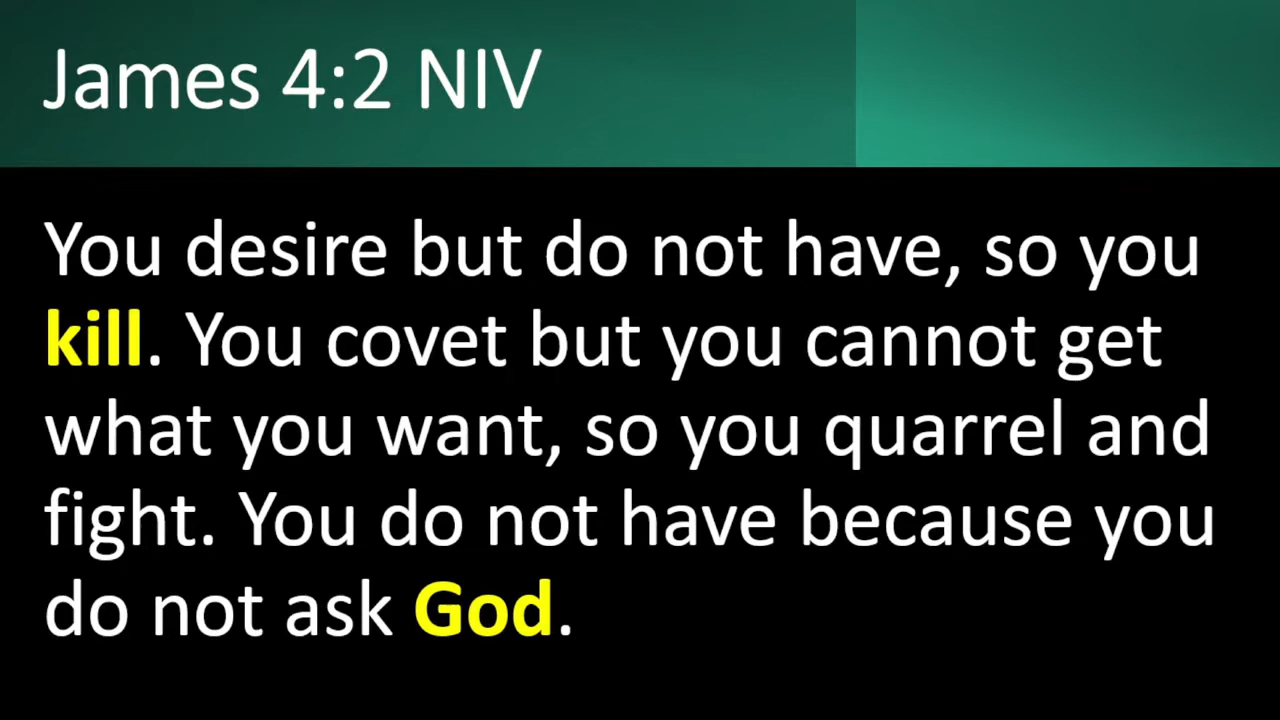 James 4:2 NIV
You desire but do not have, so you
kill. You covet but you cannot get
what you want, so you quarrel and
fight. You do not have because you
do not ask God.